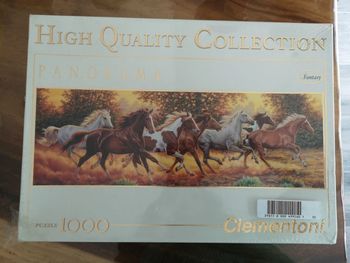 HIGH QUALITY COLLECTION
PANORAMA
Fantasy
PUZZLE 1000
Clementoni